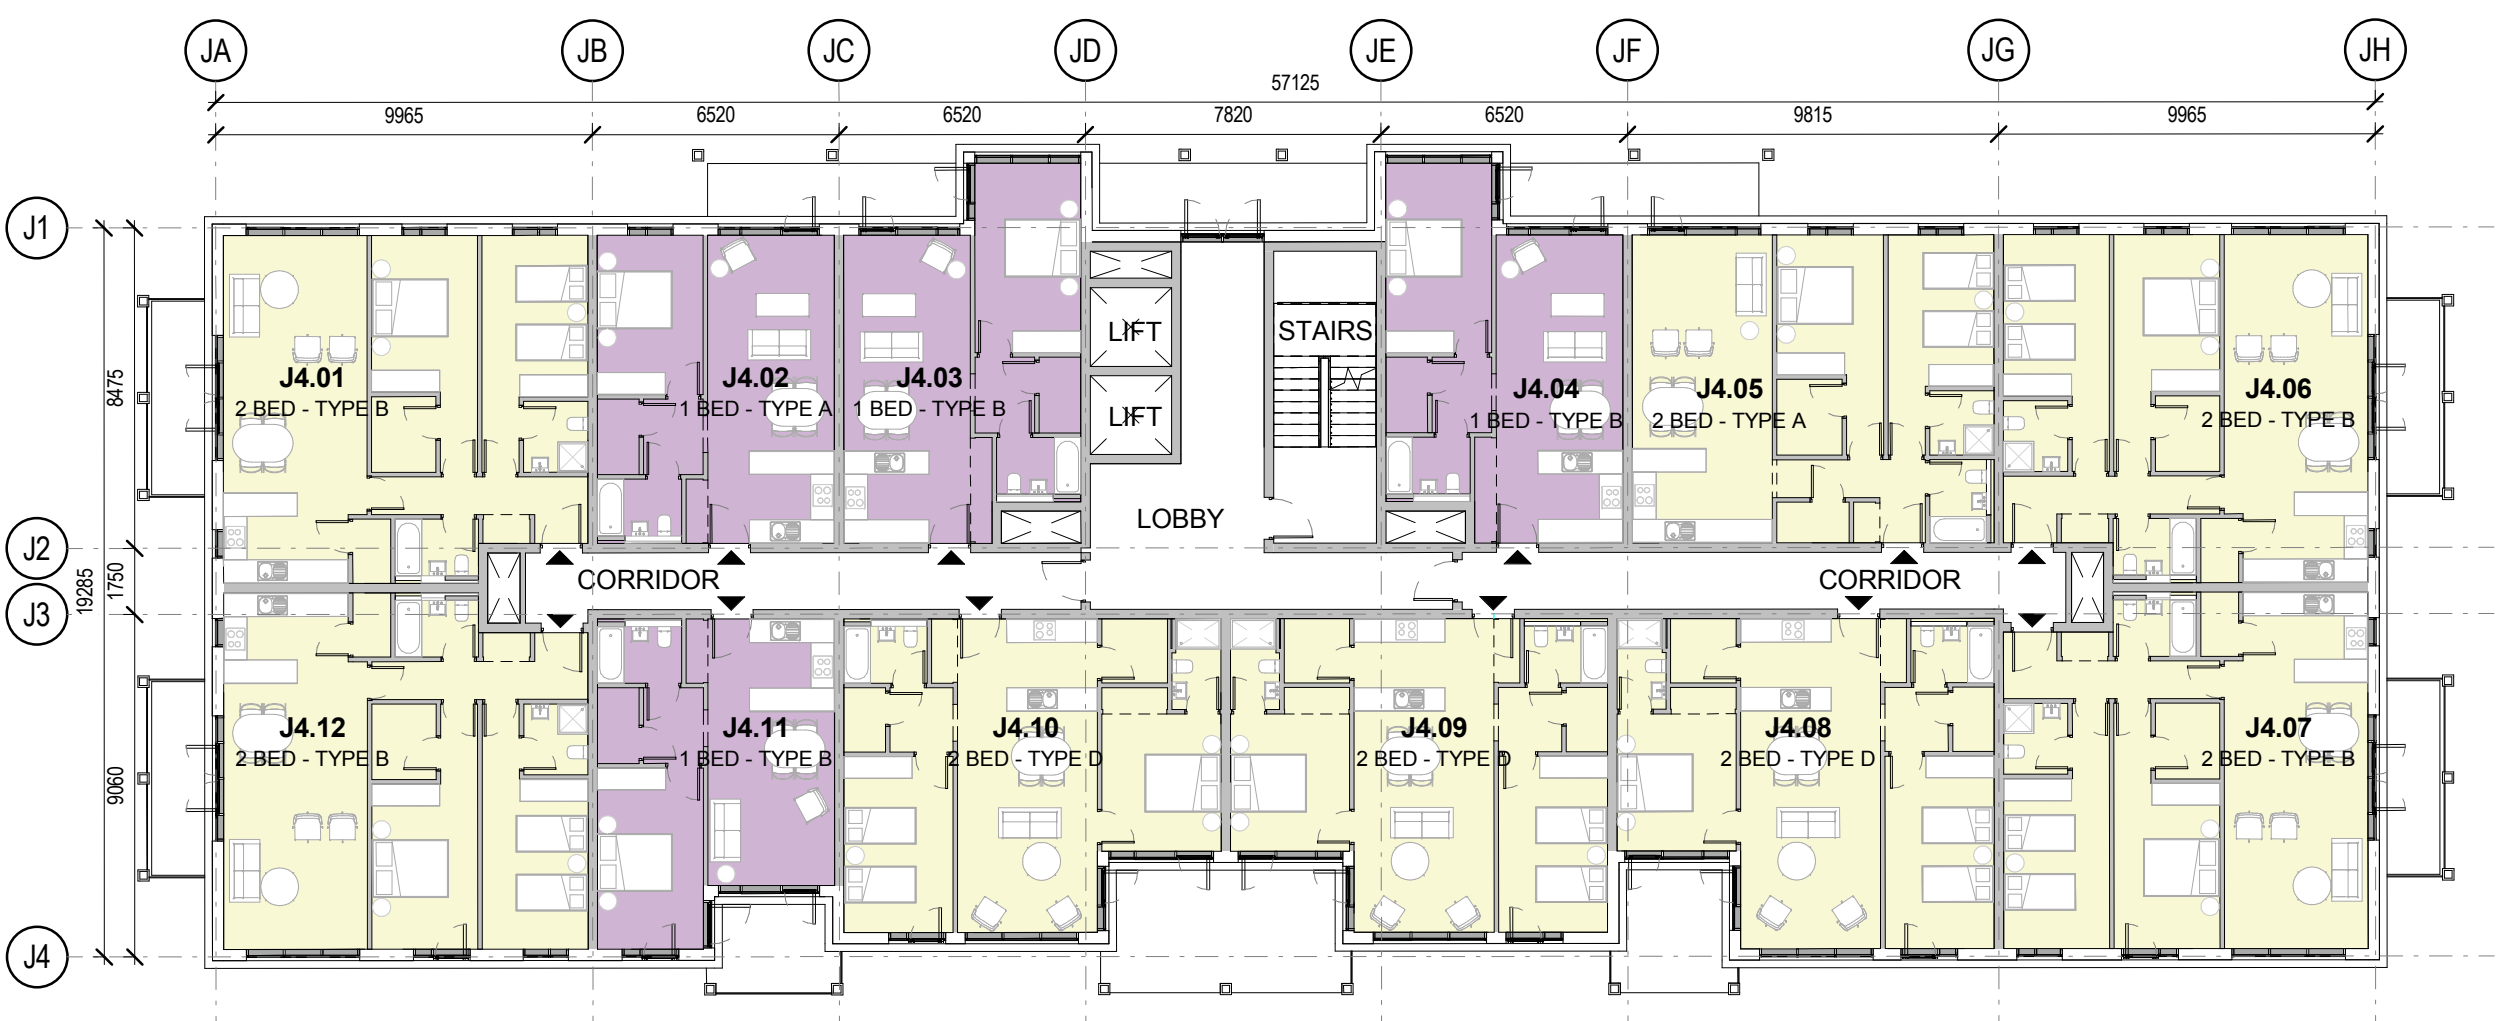 JA
JB
JC
JD
JE
JF
JG
JH
57125
9965
6520
6520
7820
6520
9815
9965
J1
J2
J3
J4
8475
1750
19285
9060
LIFT
LIFT
STAIRS
LOBBY
CORRIDOR
CORRIDOR
J4.01
2 BED - TYPE B
J4.02
1 BED - TYPE A
J4.03
1 BED - TYPE B
J4.04
1 BED - TYPE B
J4.05
2 BED - TYPE A
J4.06
2 BED - TYPE B
J4.12
2 BED - TYPE B
J4.11
1 BED - TYPE B
J4.10
2 BED - TYPE D
J4.09
2 BED - TYPE D
J4.08
2 BED - TYPE D
J4.07
2 BED - TYPE B